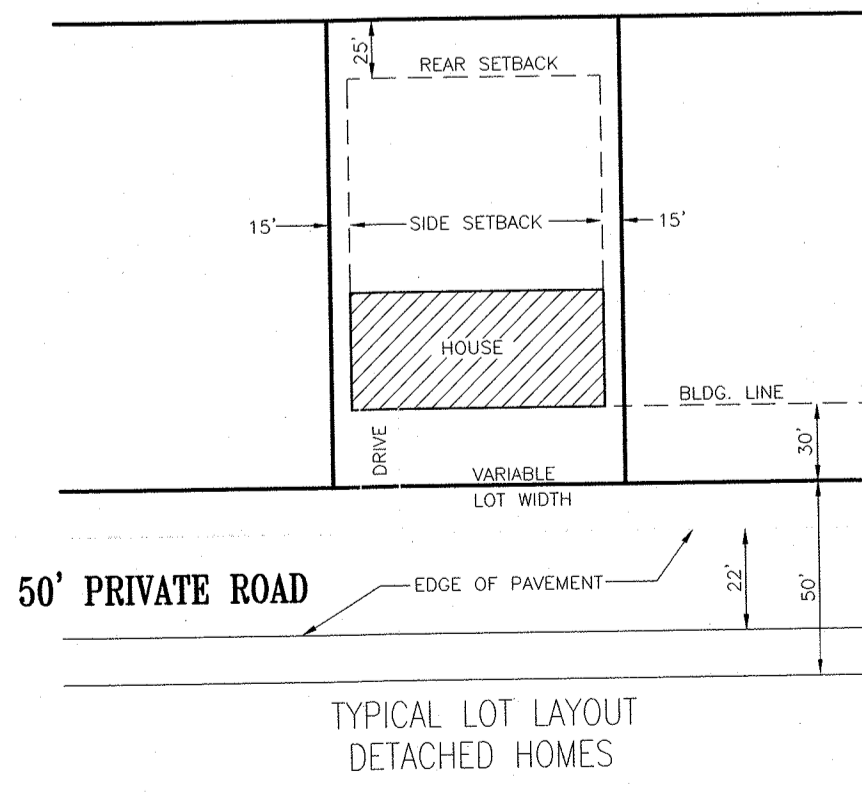 25'
REAR SETBACK
15'
SIDE SETBACK
15'
HOUSE
BLDG. LINE
DRIVE
30'
VARIABLE
LOT WIDTH
50' PRIVATE ROAD
EDGE OF PAVEMENT
22'
50'
TYPICAL LOT LAYOUT
DETACHED HOMES